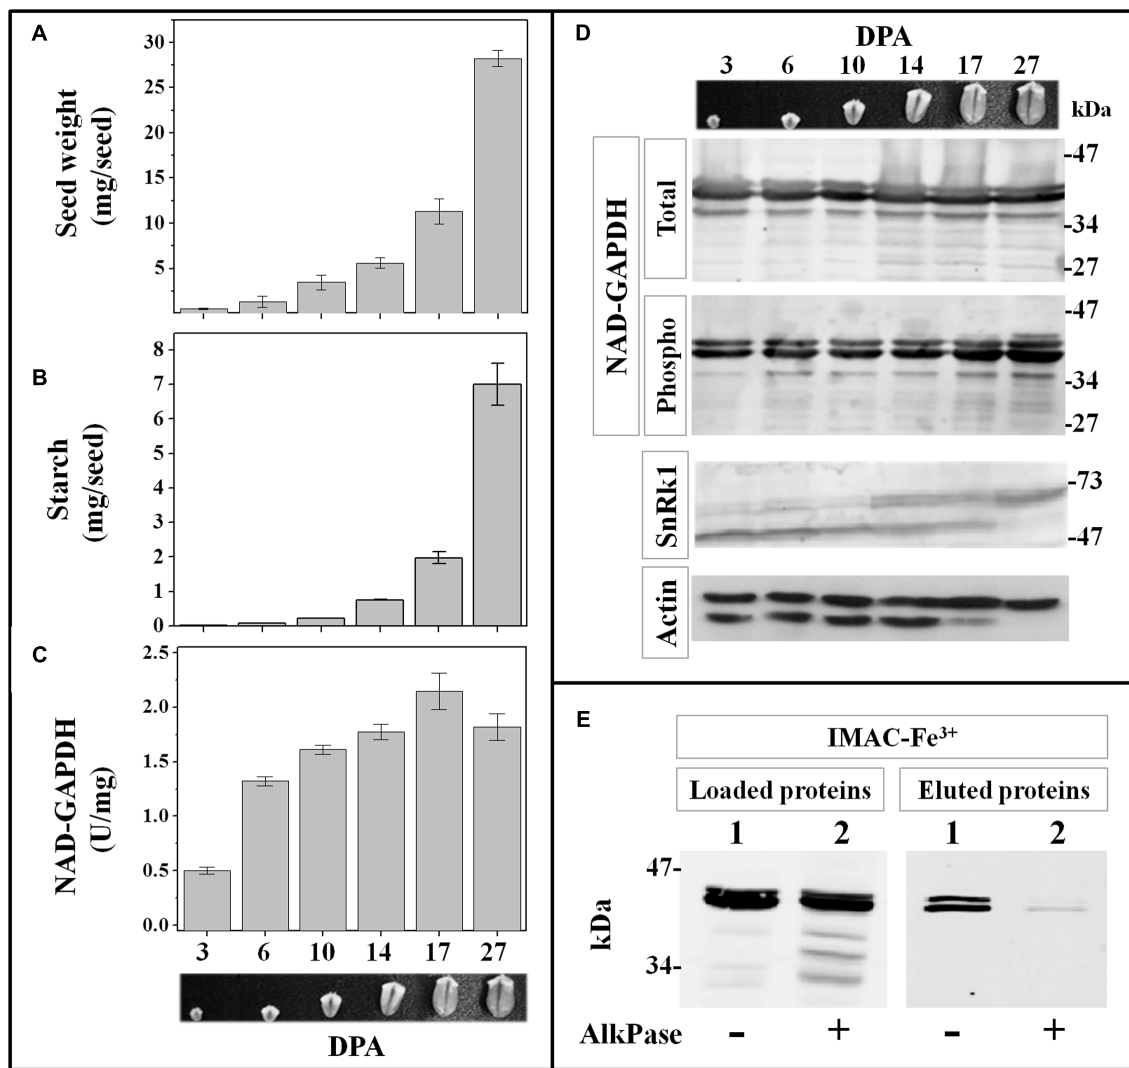 A
Seed weight
(mg/seed)
30
25
20
15
10
5
B
Starch
(mg/seed)
8
7
6
5
4
3
2
1
0
C
NAD-GAPDH
(U/mg)
2.5
2.0
1.5
1.0
0.5
0.0
3 6 10 14 17 27
DPA
D
DPA
3 6 10 14 17 27
kDa
NAD-GAPDH
Total
-47
-34
-27
Phospho
-47
-34
-27
SnRk1
-73
-47
Actin
E
IMAC-Fe³⁺
Loaded proteins Eluted proteins
1 2 1 2
kDa
47-
34-
AlkPase - + - +